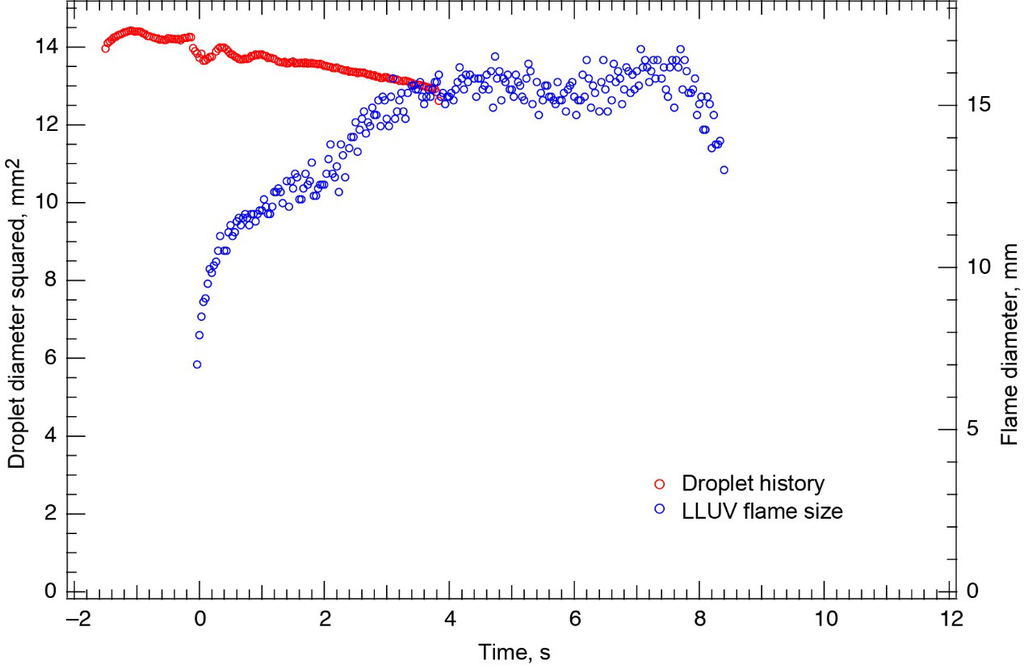 14
12
10
8
6
4
2
0
Droplet diameter squared, mm2
15
10
5
0
Flame diameter, mm
Droplet history
LLUV flame size
–2 0 2 4 6 8 10 12
Time, s